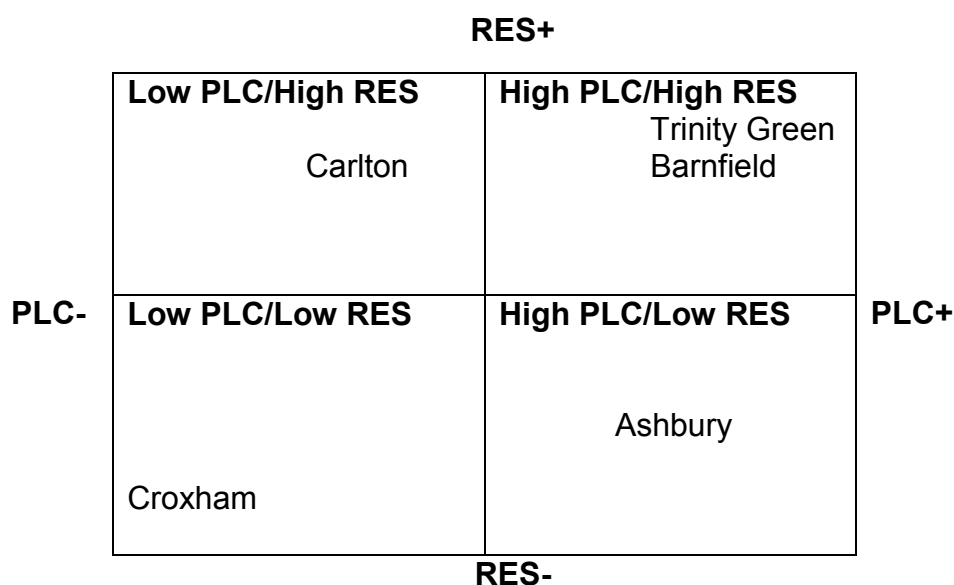 RES+
Low PLC/High RES
High PLC/High RES
Trinity Green
Carlton
Barnfield
PLC-
Low PLC/Low RES
High PLC/Low RES
PLC+
Ashbury
Croxham
RES-